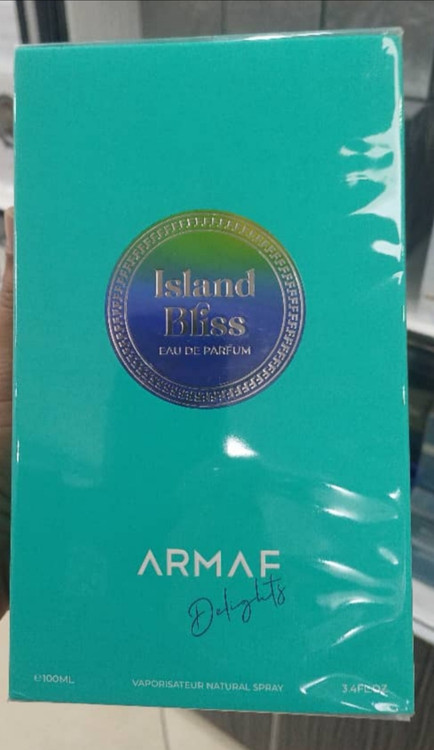 Island
Bliss
EAU DE PARFUM
ARMAF
Delights
℮100ML
VAPORISATEUR NATURAL SPRAY
3.4FL.OZ.